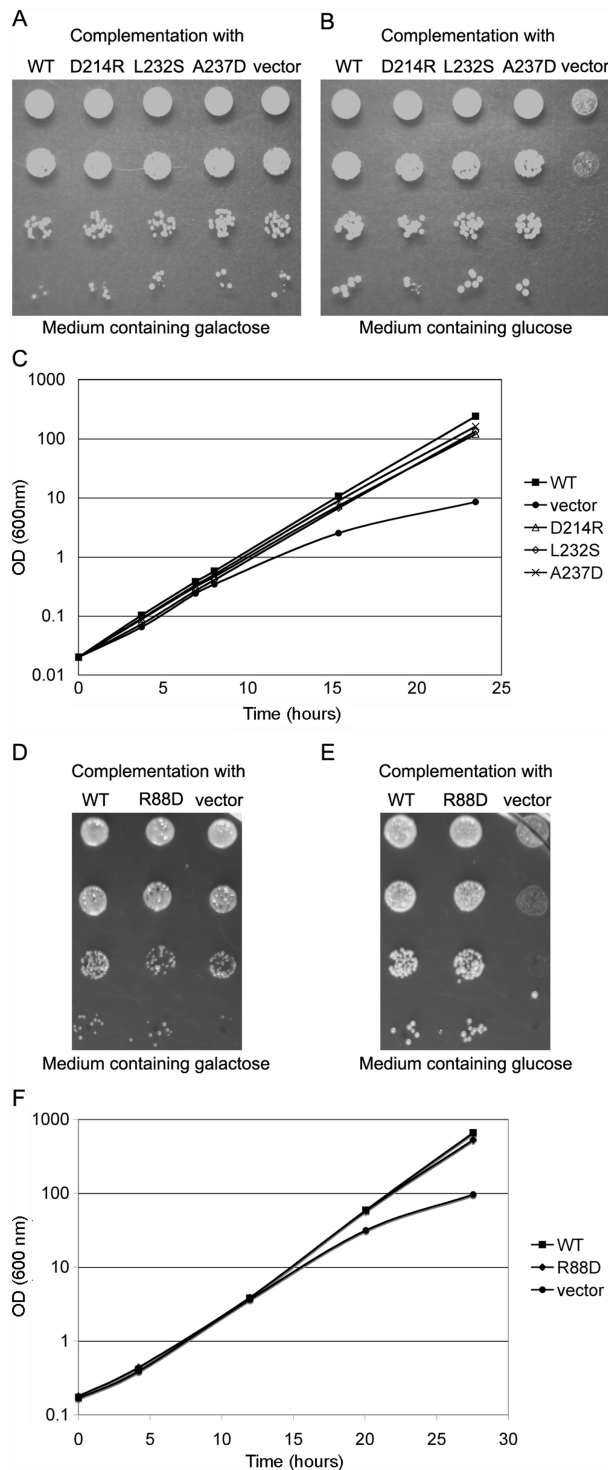 A
Complementation with
WT D214R L232S A237D vector
Medium containing galactose
B
Complementation with
WT D214R L232S A237D vector
Medium containing glucose
C
OD (600nm)
1000
100
10
1
0.1
0.01
0 5 10 15 20 25
Time (hours)
WT
vector
D214R
L232S
A237D
D
Complementation with
WT R88D vector
Medium containing galactose
E
Complementation with
WT R88D vector
Medium containing glucose
F
OD (600 nm)
1000
100
10
1
0.1
0 5 10 15 20 25 30
Time (hours)
WT
R88D
vector